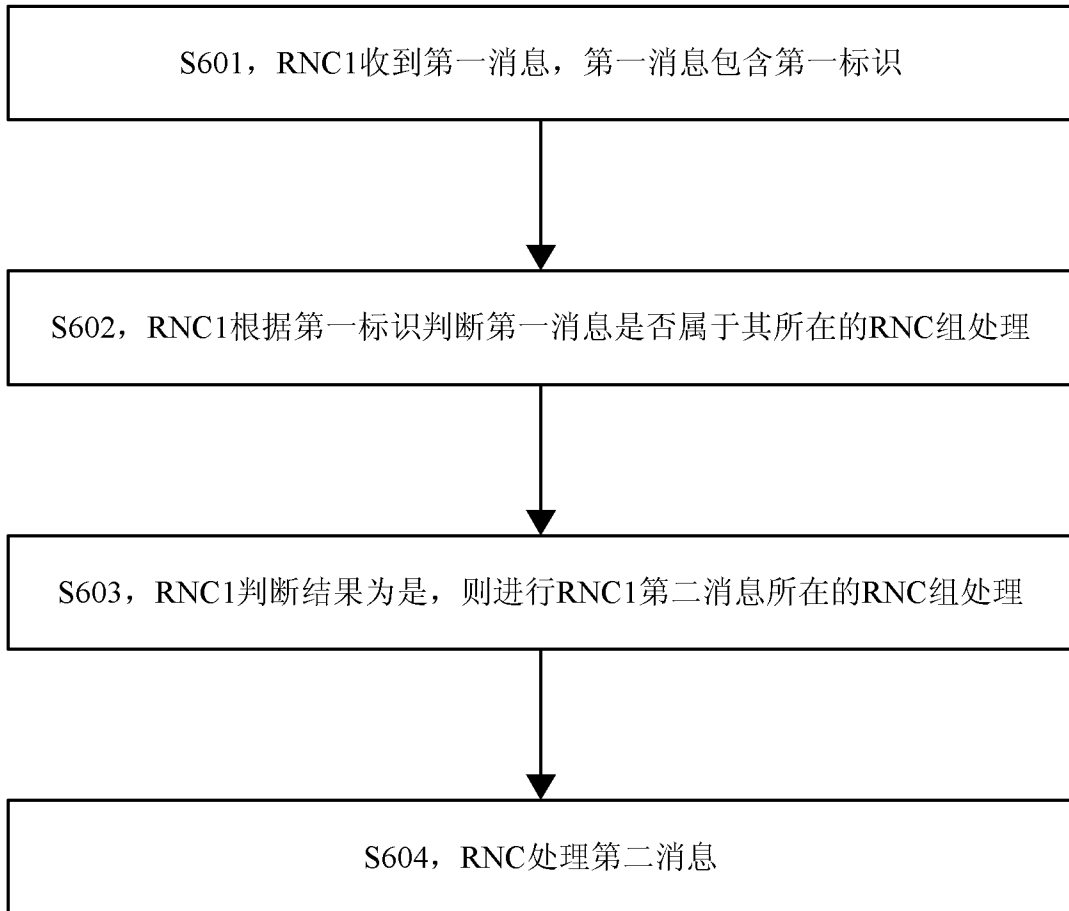 S601，RNC1收到第一消息，第一消息包含第一标识
S602，RNC1根据第一标识判断第一消息是否属于其所在的RNC组处理
S603，RNC1判断结果为是，则进行RNC1第二消息所在的RNC组处理
S604，RNC处理第二消息